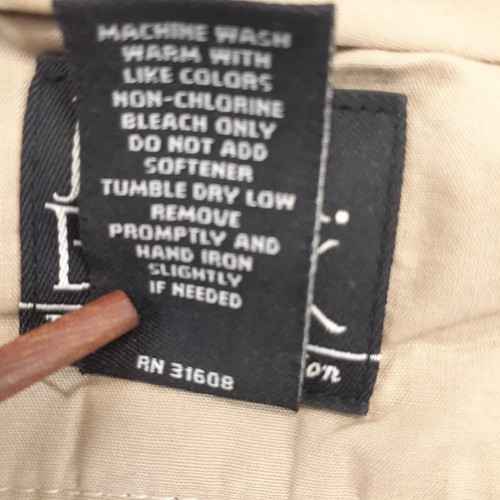 MACHINE WASH
WARM WITH
LIKE COLORS
NON-CHLORINE
BLEACH ONLY
DO NOT ADD
SOFTENER
TUMBLE DRY LOW
REMOVE
PROMPTLY AND
HAND IRON
SLIGHTLY
IF NEEDED
RN 31608